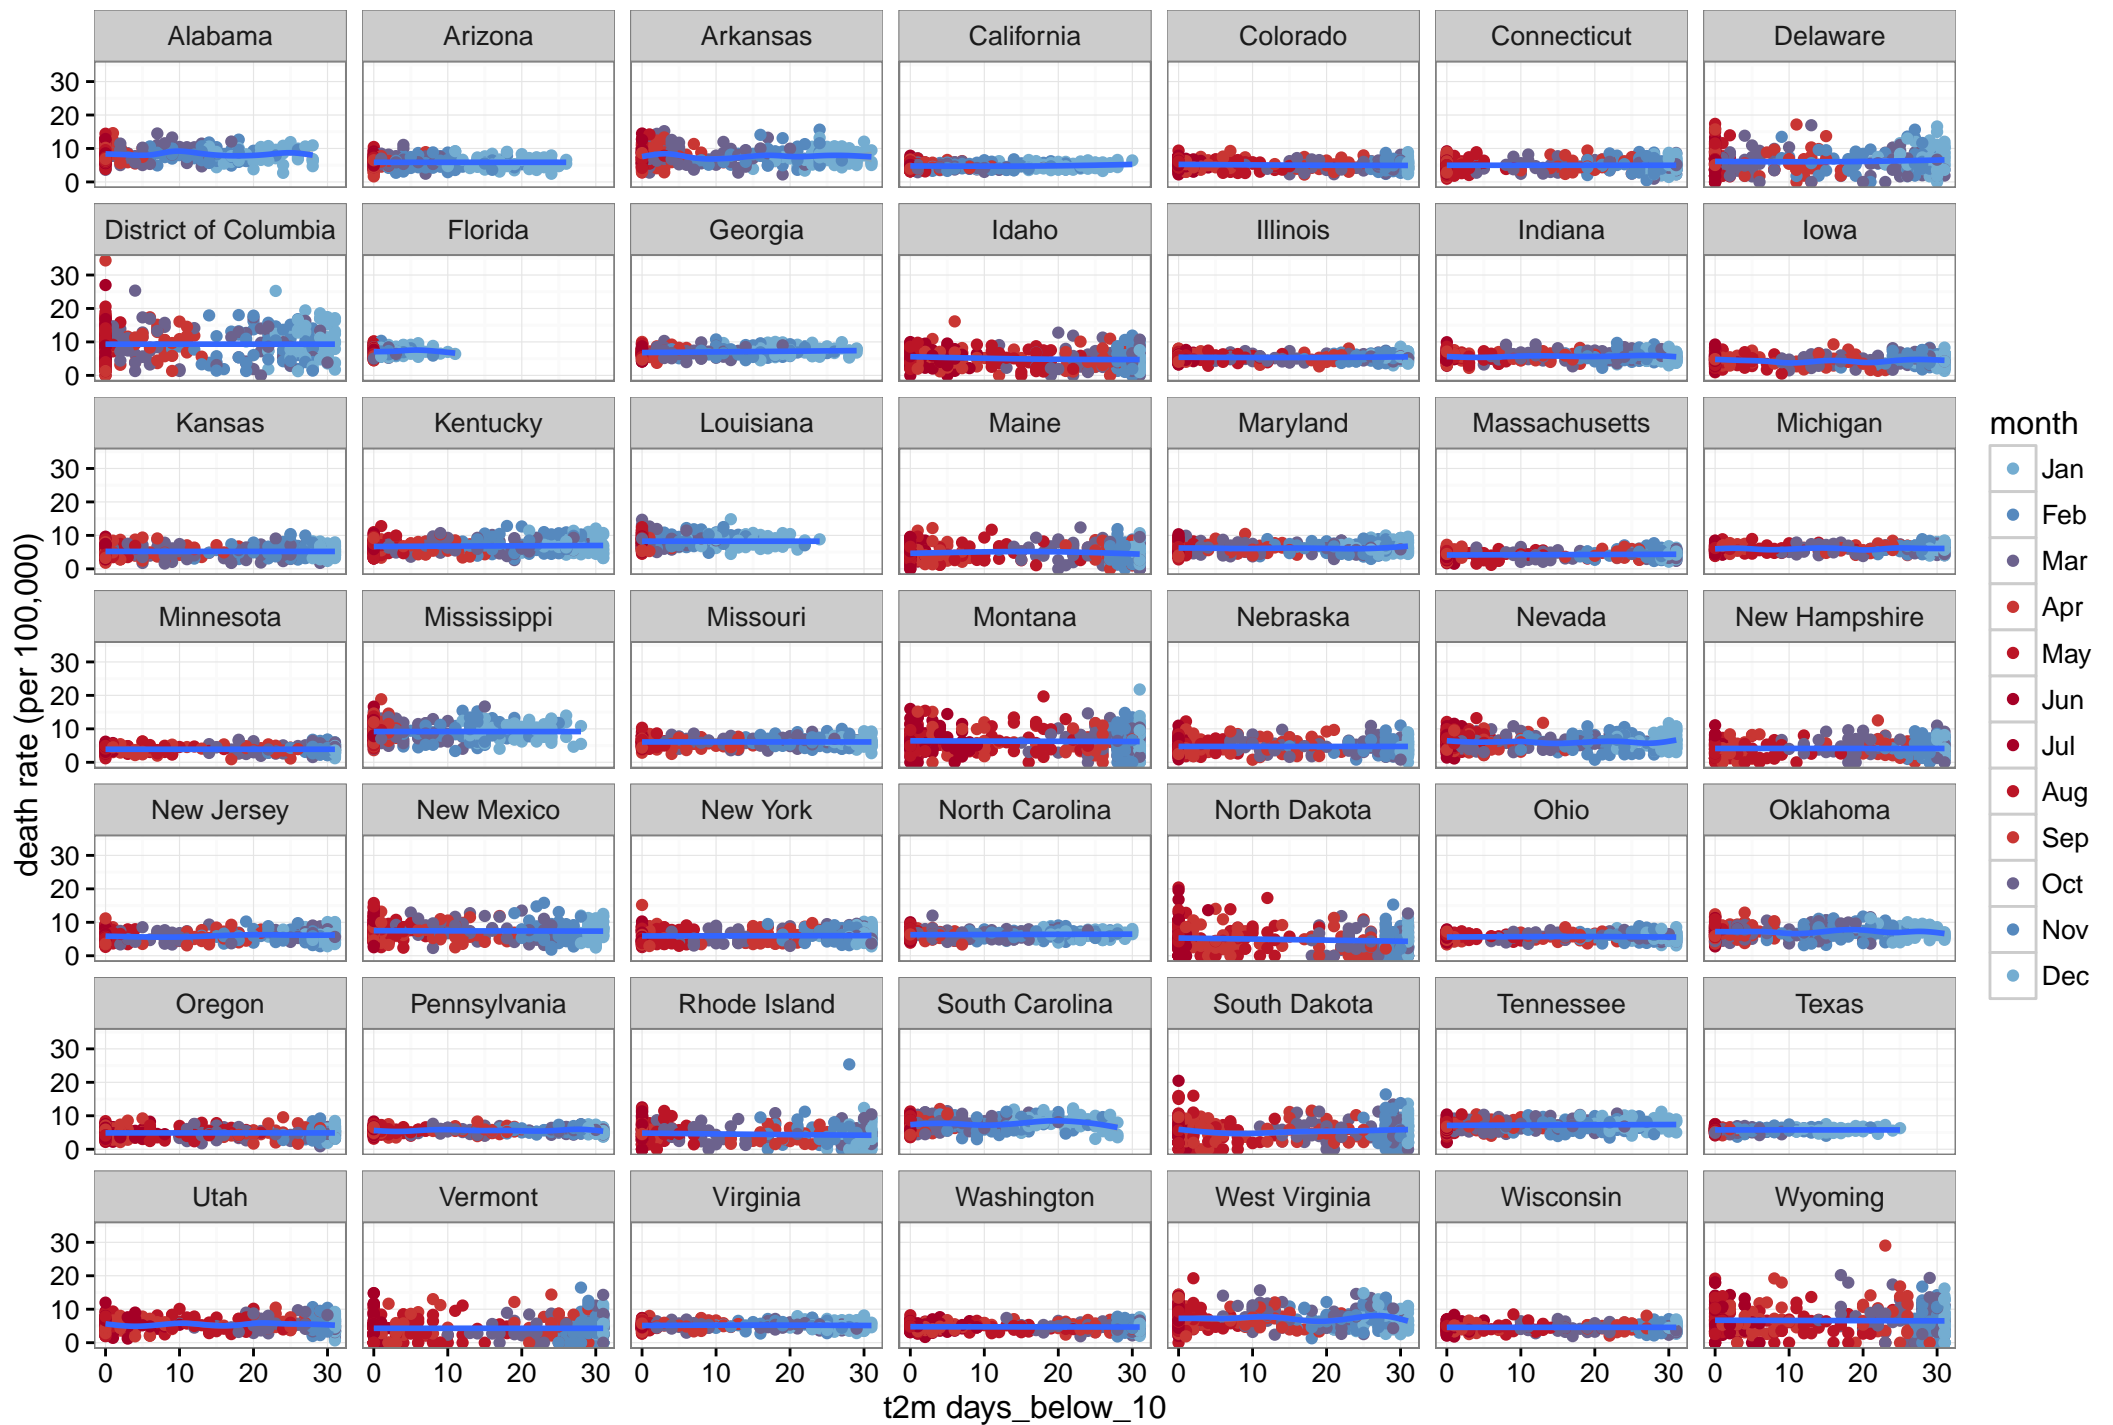 Alabama Arizona Arkansas California Colorado Connecticut Delaware
30
20
10
0
District of Columbia Florida Georgia Idaho Illinois Indiana Iowa
30
20
10
0
Kansas Kentucky Louisiana Maine Maryland Massachusetts Michigan
30
20
10
0
Minnesota Mississippi Missouri Montana Nebraska Nevada New Hampshire
30
20
10
0
New Jersey New Mexico New York North Carolina North Dakota Ohio Oklahoma
30
20
10
0
Oregon Pennsylvania Rhode Island South Carolina South Dakota Tennessee Texas
30
20
10
0
Utah Vermont Virginia Washington West Virginia Wisconsin Wyoming
30
20
10
0
0 10 20 30 0 10 20 30 0 10 20 30 0 10 20 30 0 10 20 30 0 10 20 30 0 10 20 30
t2m days_below_10
death rate (per 100,000)
month
Jan
Feb
Mar
Apr
May
Jun
Jul
Aug
Sep
Oct
Nov
Dec